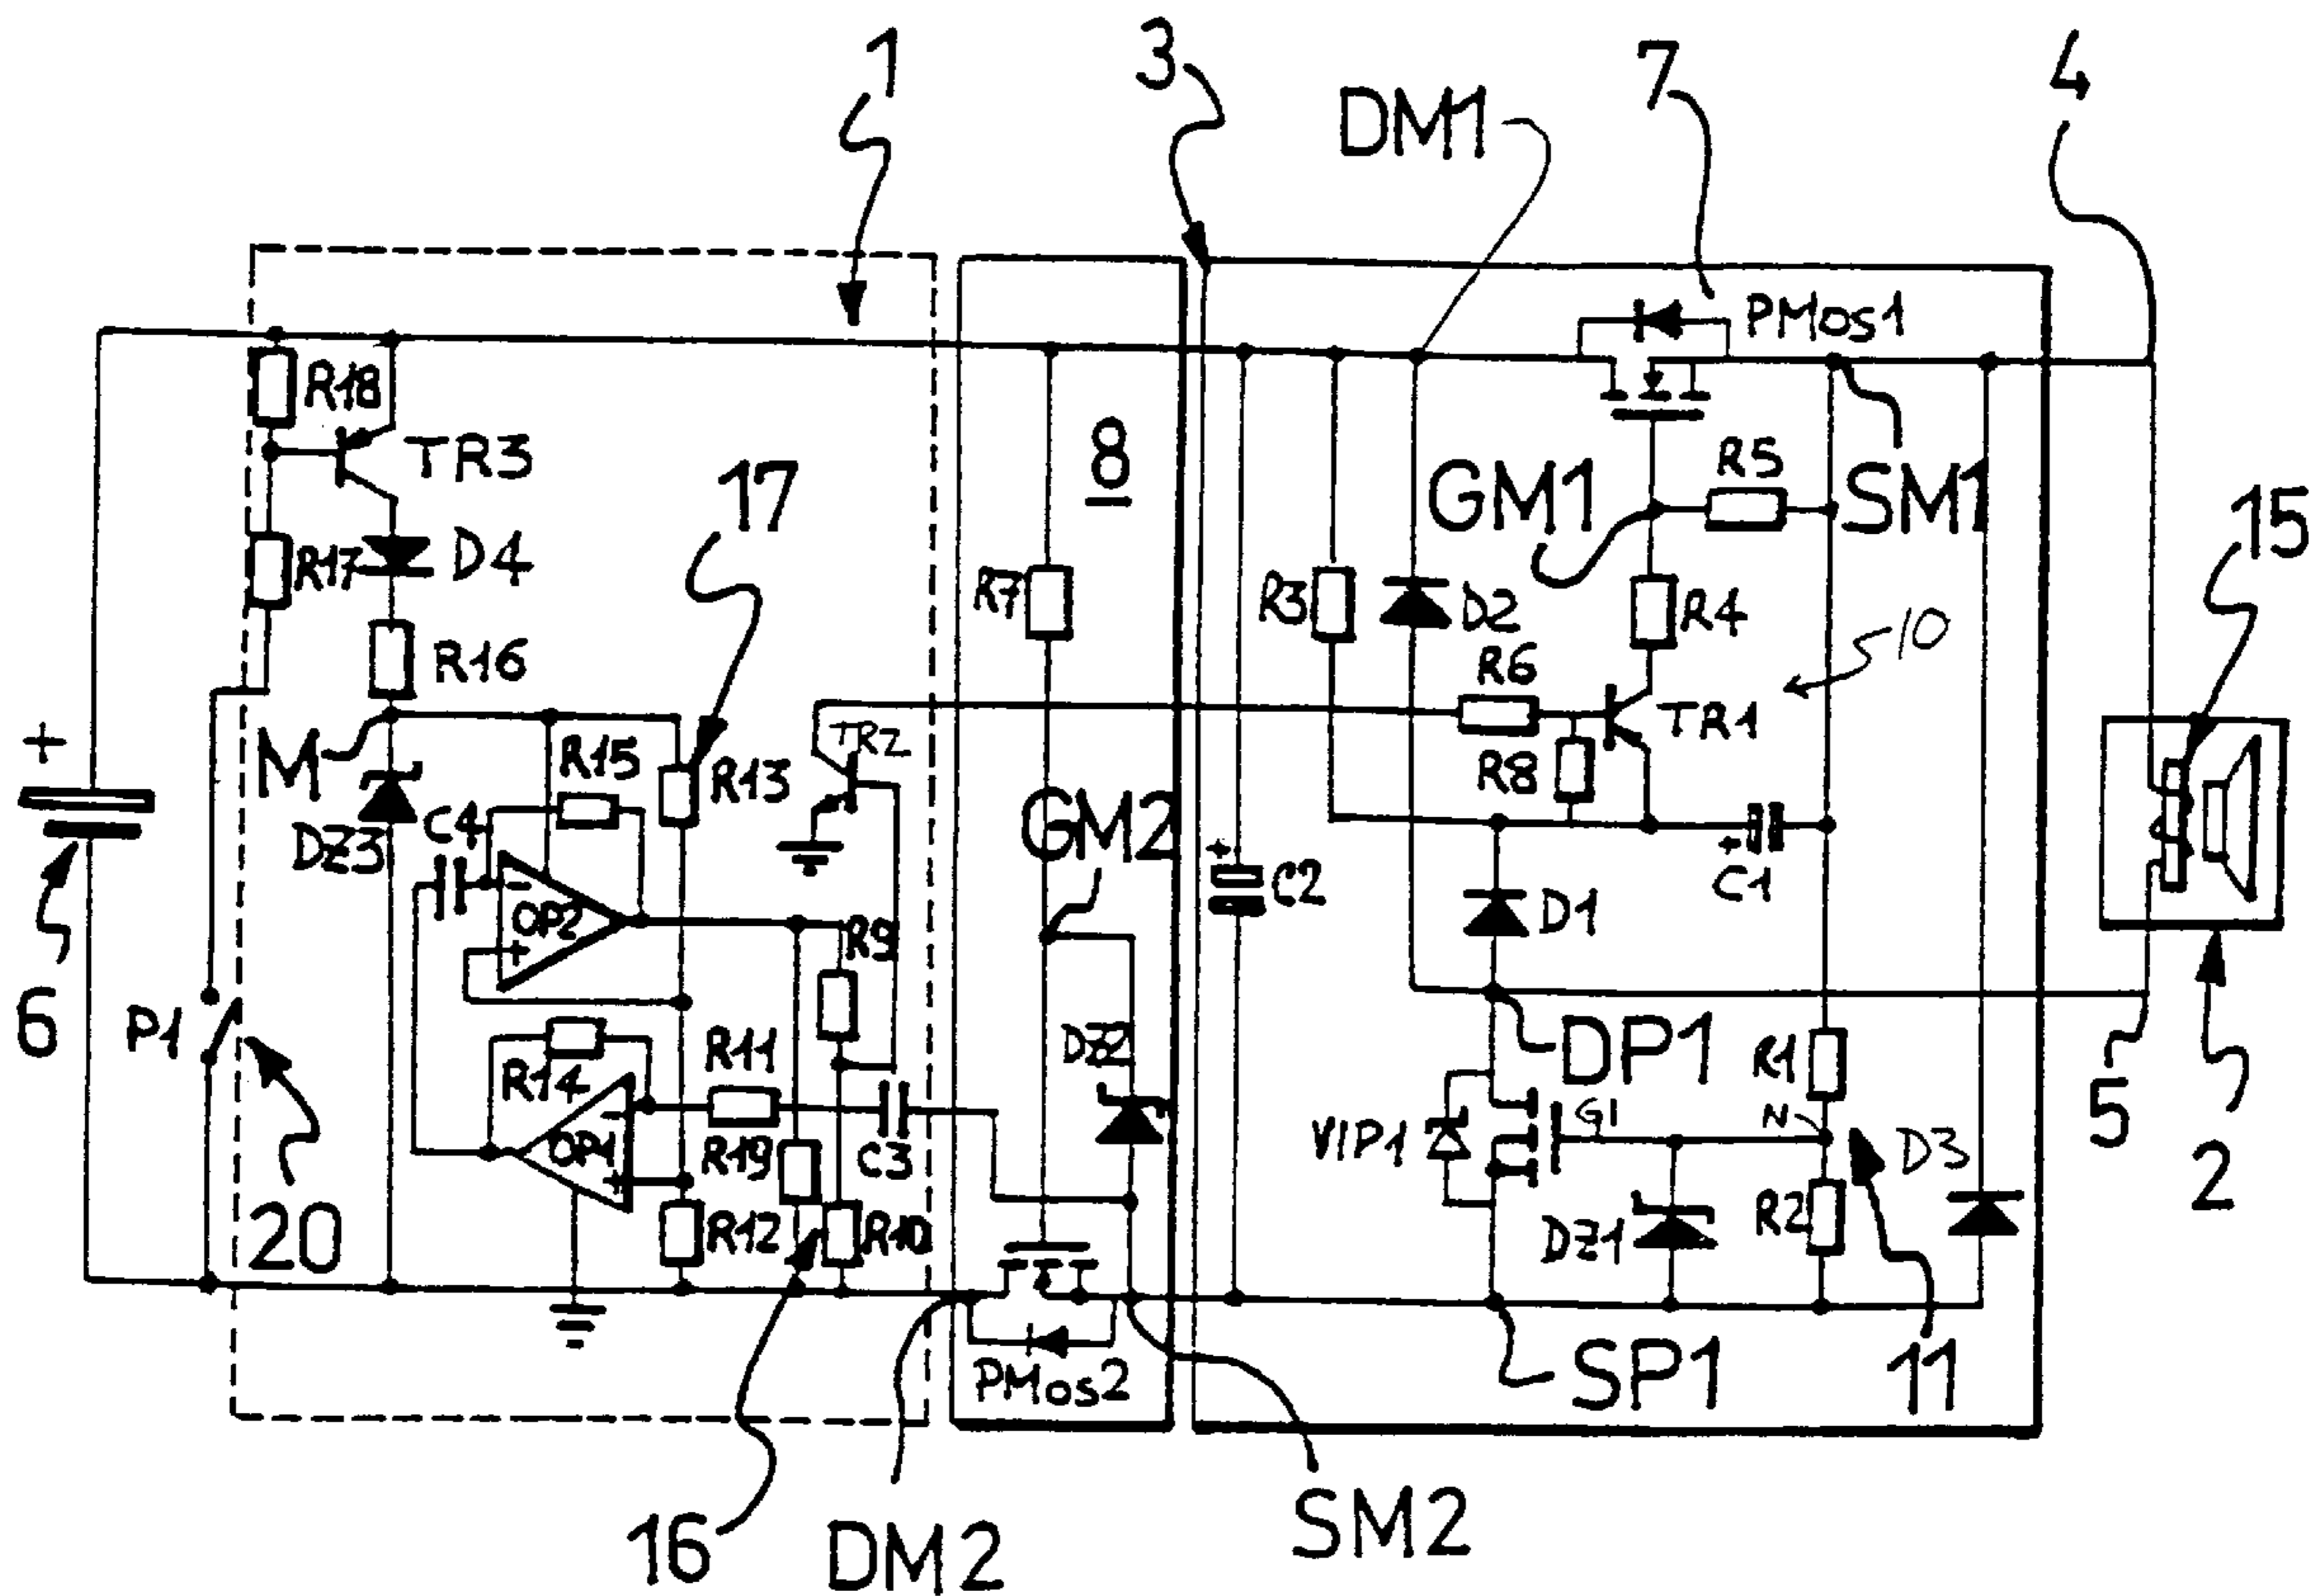 1
3
DM1
7
4
PMos1
R18
TR3
17
8
GM1
R5
SM1
15
R17
D4
R7
R3
D2
R4
10
R16
R6
+
M
R15
R13
TR2
R8
TR1
C4
DZ3
GM2
+
C2
+
C1
-
OP2
+
R9
D1
6
P1
DZ2
DP1
R1
5
2
R14
R11
G1
N
VIP1
D3
-
OP1
+
R19
C3
20
R12
R10
DZ1
R2
PMos2
SP1
11
16
DM2
SM2